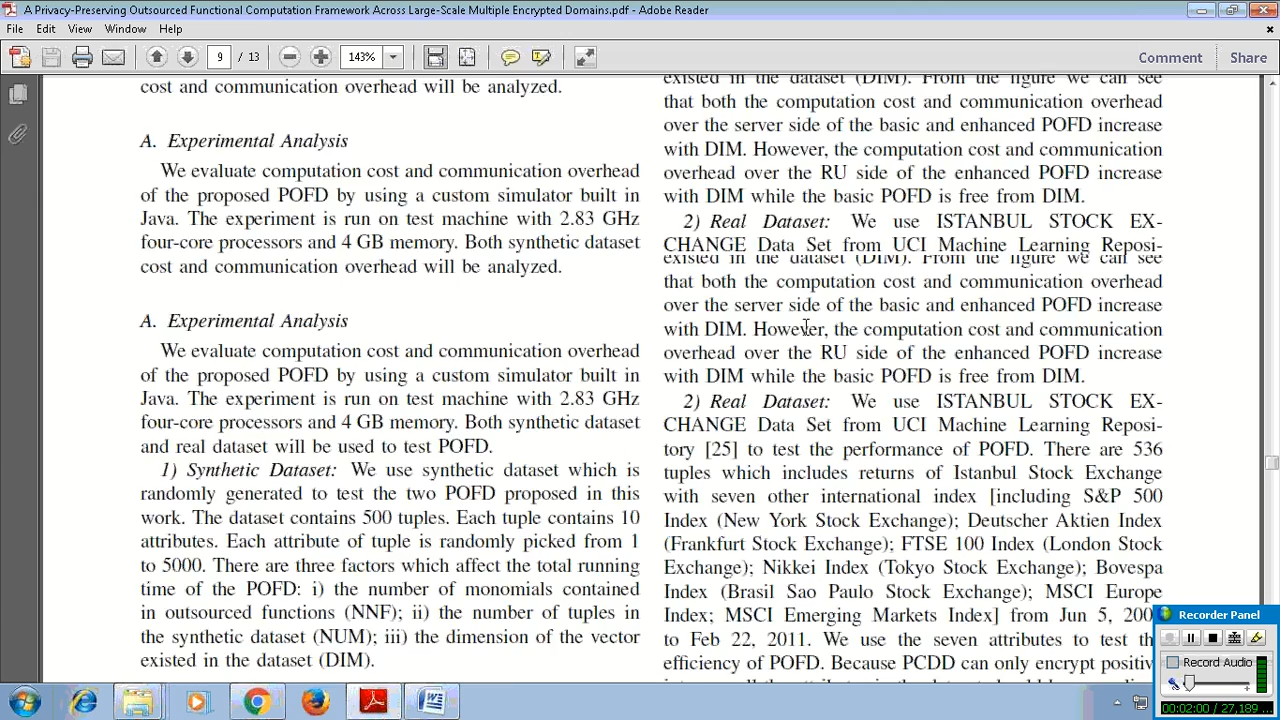 A Privacy-Preserving Outsourced Functional Computation Framework Across Large-Scale Multiple Encrypted Domains.pdf - Adobe Reader
File Edit View Window Help
9 / 13 143% Comment Share
cost and communication overhead will be analyzed.
A. Experimental Analysis
We evaluate computation cost and communication overhead
of the proposed POFD by using a custom simulator built in
Java. The experiment is run on test machine with 2.83 GHz
four-core processors and 4 GB memory. Both synthetic dataset
cost and communication overhead will be analyzed.
A. Experimental Analysis
We evaluate computation cost and communication overhead
of the proposed POFD by using a custom simulator built in
Java. The experiment is run on test machine with 2.83 GHz
four-core processors and 4 GB memory. Both synthetic dataset
and real dataset will be used to test POFD.
1) Synthetic Dataset: We use synthetic dataset which is
randomly generated to test the two POFD proposed in this
work. The dataset contains 500 tuples. Each tuple contains 10
attributes. Each attribute of tuple is randomly picked from 1
to 5000. There are three factors which affect the total running
time of the POFD: i) the number of monomials contained
in outsourced functions (NNF); ii) the number of tuples in
the synthetic dataset (NUM); iii) the dimension of the vector
existed in the dataset (DIM).
existed in the dataset (DIM). From the figure we can see
that both the computation cost and communication overhead
over the server side of the basic and enhanced POFD increase
with DIM. However, the computation cost and communication
overhead over the RU side of the enhanced POFD increase
with DIM while the basic POFD is free from DIM.
2) Real Dataset: We use ISTANBUL STOCK EX-
CHANGE Data Set from UCI Machine Learning Reposi-
existed in the dataset (DIM). From the figure we can see
that both the computation cost and communication overhead
over the server side of the basic and enhanced POFD increase
with DIM. However, the computation cost and communication
overhead over the RU side of the enhanced POFD increase
with DIM while the basic POFD is free from DIM.
2) Real Dataset: We use ISTANBUL STOCK EX-
CHANGE Data Set from UCI Machine Learning Reposi-
tory [25] to test the performance of POFD. There are 536
tuples which includes returns of Istanbul Stock Exchange
with seven other international index [including S&P 500
Index (New York Stock Exchange); Deutscher Aktien Index
(Frankfurt Stock Exchange); FTSE 100 Index (London Stock
Exchange); Nikkei Index (Tokyo Stock Exchange); Bovespa
Index (Brasil Sao Paulo Stock Exchange); MSCI Europe
Index; MSCI Emerging Markets Index] from Jun 5,
to Feb 22, 2011. We use the seven attributes to test
efficiency of POFD. Because PCDD can only encrypt
Recorder Panel
Record Audio
00:02:00 / 27,189 ...